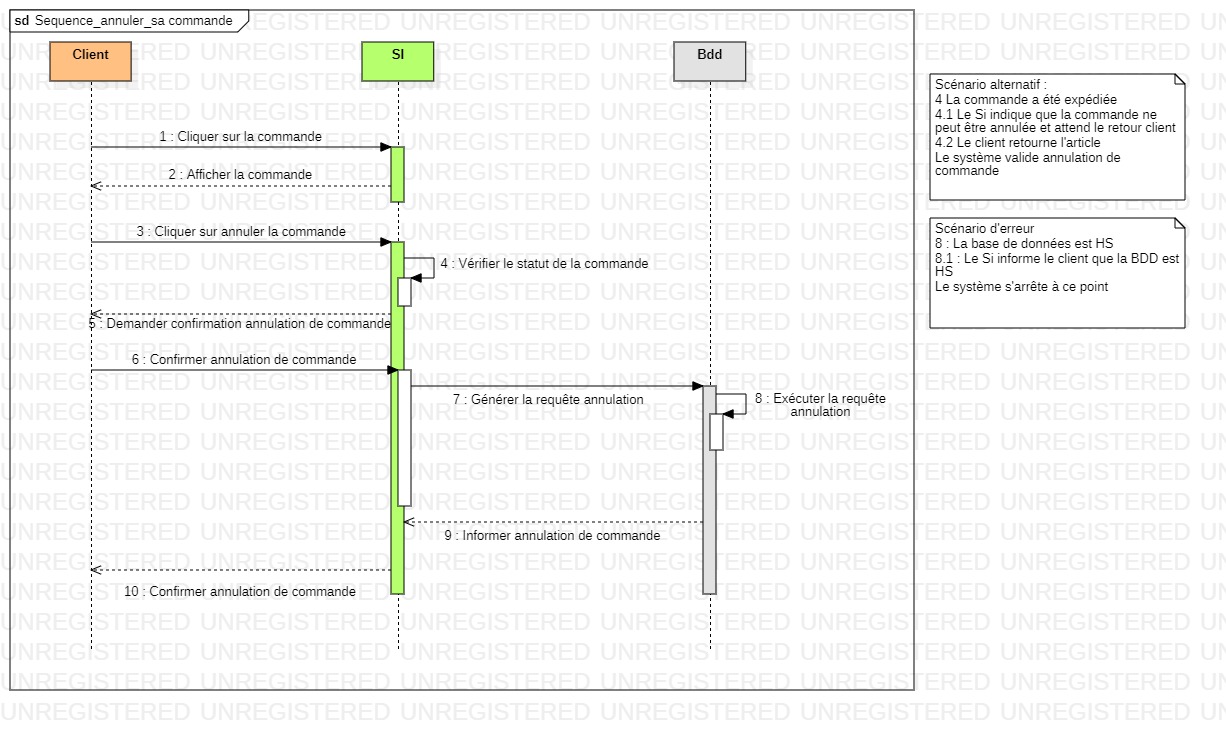 sd Sequence_annuler_sa commande
Client
SI
Bdd
1 : Cliquer sur la commande
2 : Afficher la commande
3 : Cliquer sur annuler la commande
4 : Vérifier le statut de la commande
5 : Demander confirmation annulation de commande
6 : Confirmer annulation de commande
7 : Générer la requête annulation
8 : Exécuter la requête
annulation
9 : Informer annulation de commande
10 : Confirmer annulation de commande
Scénario alternatif :
4 La commande a été expédiée
4.1 Le Si indique que la commande ne
peut être annulée et attend le retour client
4.2 Le client retourne l'article
Le système valide annulation de
commande
Scénario d'erreur
8 : La base de données est HS
8.1 : Le Si informe le client que la BDD est
HS
Le système s'arrête à ce point
UNREGISTERED